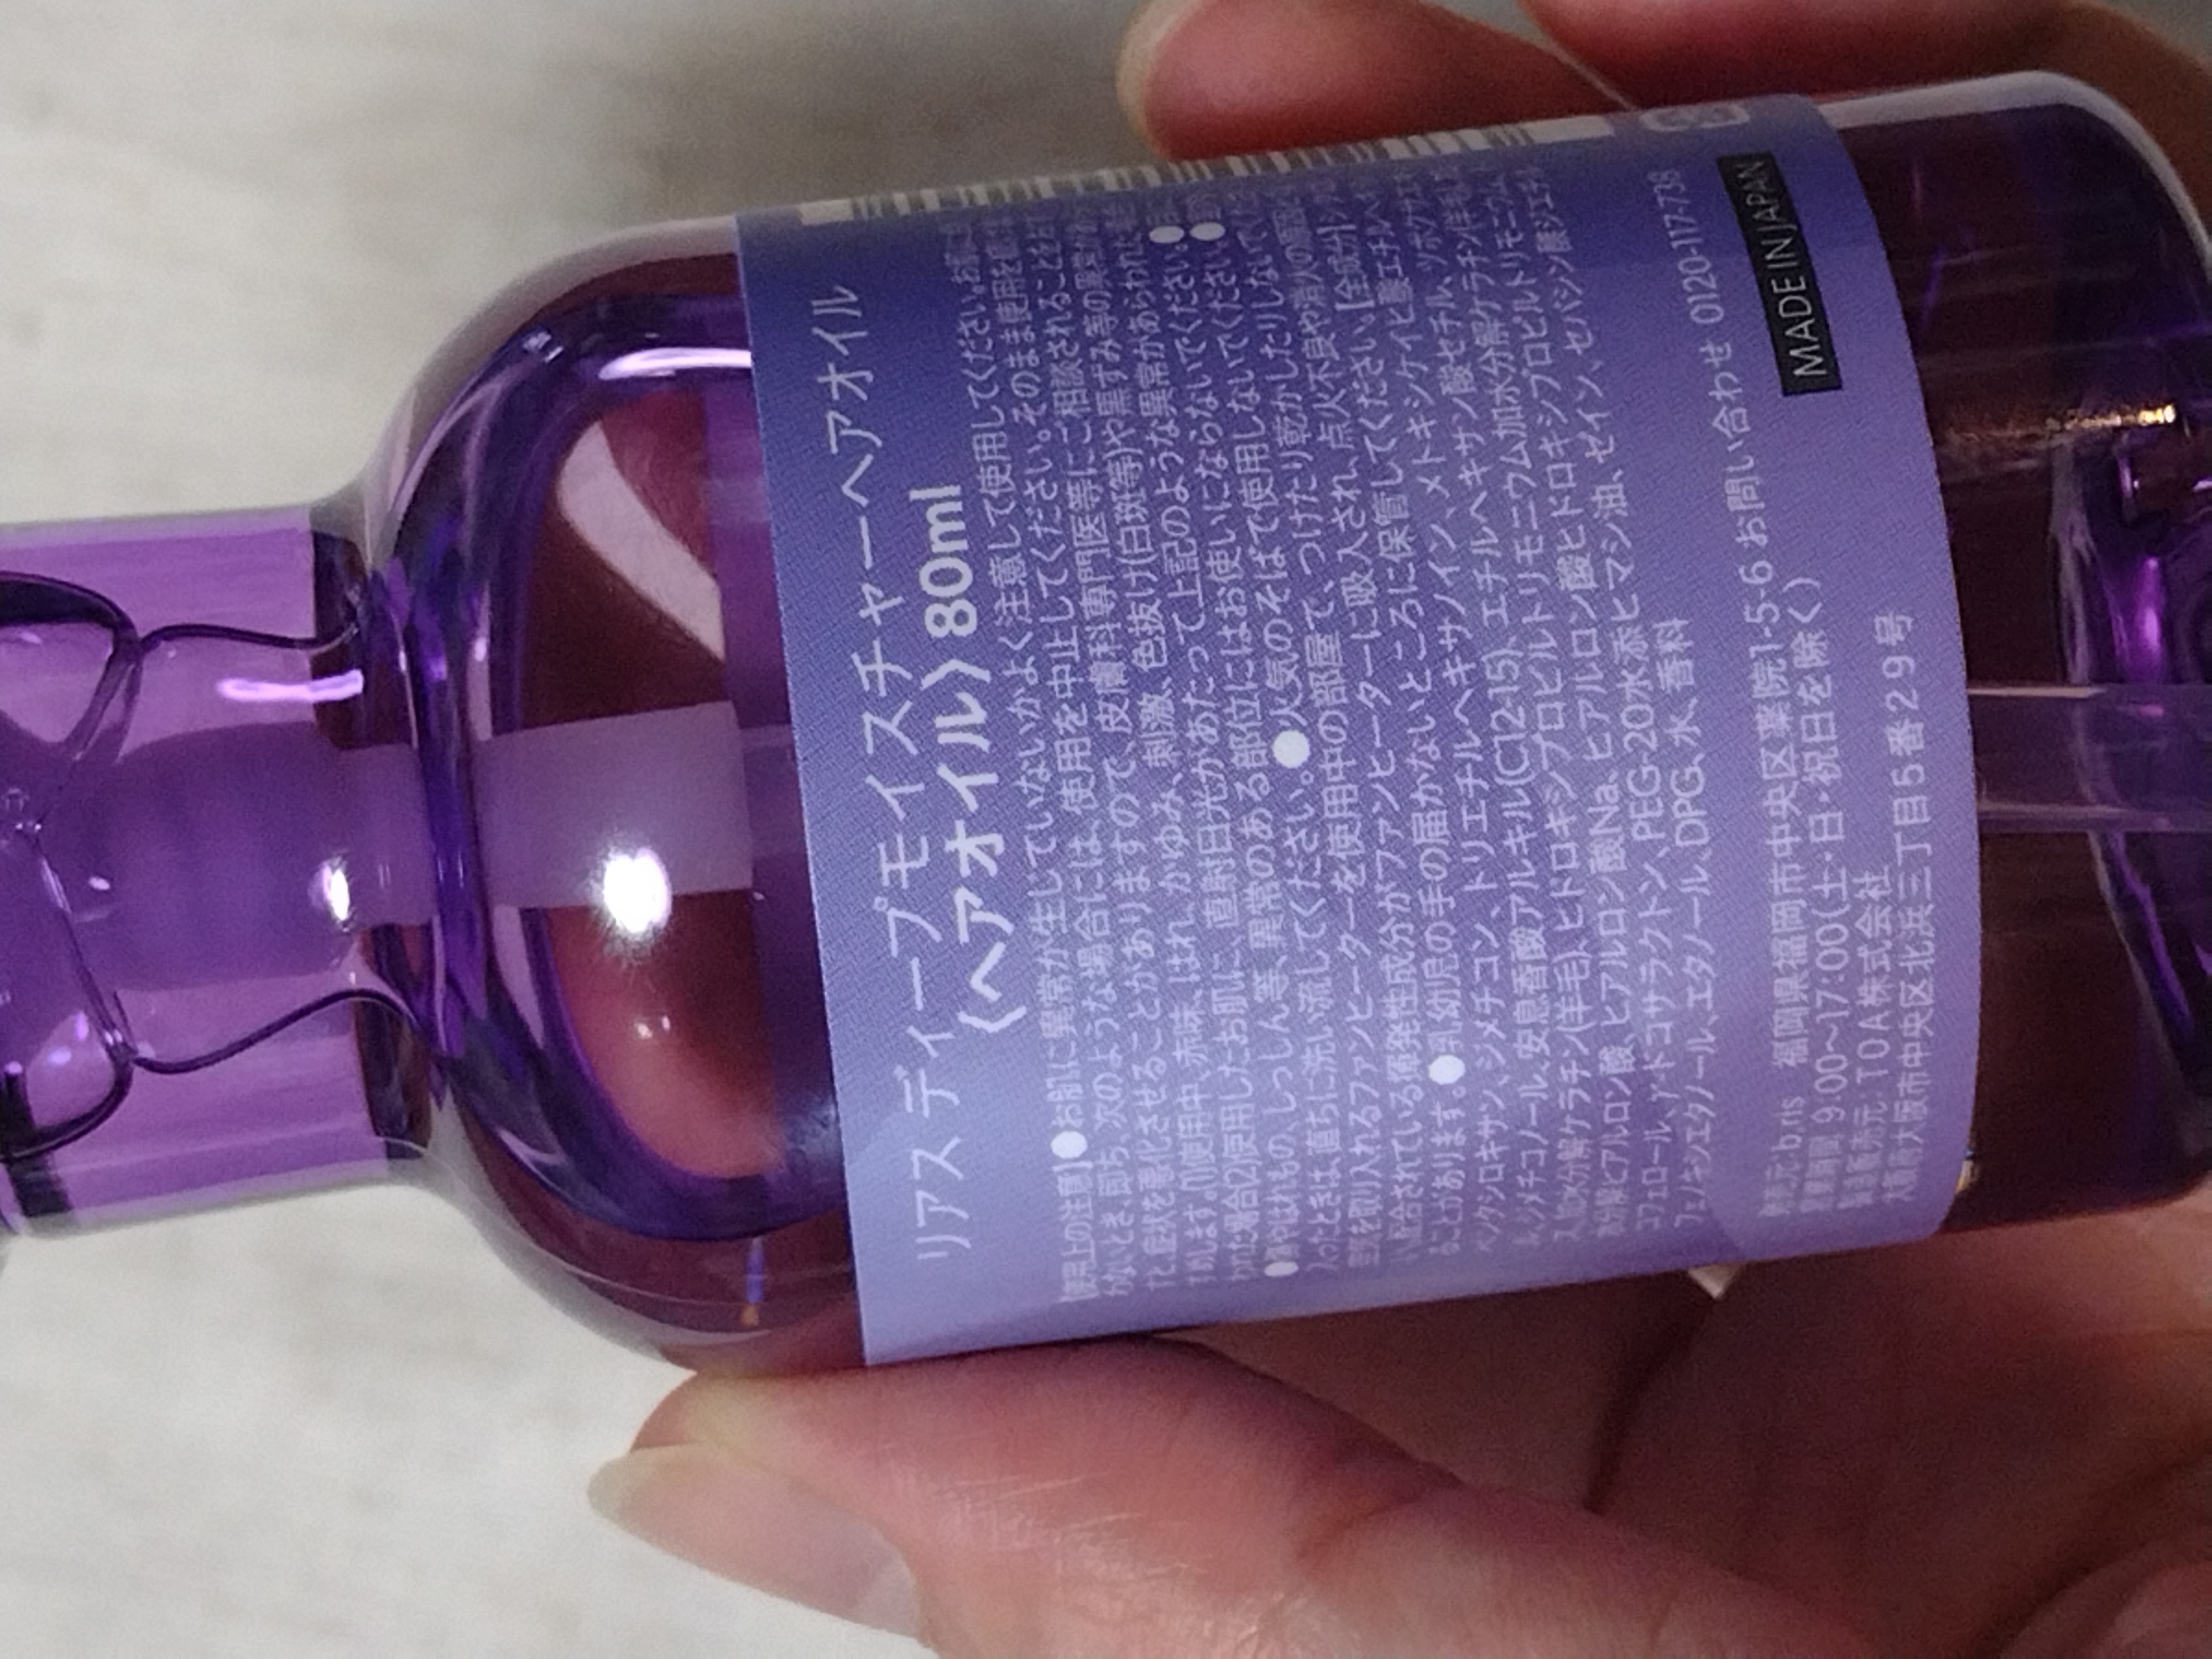 リアス ディープモイスチャーヘアオイル
〈ヘアオイル〉80ml
【使用上の注意】●お肌に異常が生じていないかよく注意して使用してください。お肌に
かないとき、即ち、次のような場合には、使用を中止してください。そのまま使用を続け
すと、症状を悪化させることがありますので、皮膚科専門医等にご相談されることを
すめします。(1)使用中、赤味、はれ、かゆみ、刺激、色抜け(白斑等)や黒ずみ等の異常が
われた場合(2)使用したお肌に、直射日光があたって上記のような異常があらわれた
●傷やはれもの、しっしん等、異常のある部位にはお使いにならないでください。●
入ったときは、直ちに洗い流してください。●火気のそばで使用しないでください。●
を取り入れるファンヒーターを使用中の部屋で、つけたり乾かしたりしない
い配合されている揮発性成分がファンヒーターに吸入され、点火不良や消火の原因
ることがあります。●乳幼児の手の届かないところに保管してください。【全成分】シ
ペンタシロキサン、ジメチコン、トリエチルヘキサノイン、メトキシケイヒ酸エチルヘキ
ル、ジメチコノール、安息香酸アルキル(C12-15)、エチルヘキサン酸セチル、
ス、加水分解ケラチン(羊毛)、ヒドロキシプロピルトリモニウム加水分解ケラチン(羊毛)、
加水分解ヒアルロン酸、ヒアルロン酸Na、ヒアルロン酸ヒドロキシプロピルトリモニウム、
コフェロール、γ-ドコサラクトン、PEG-20水添ヒマシ油、ゼイン、セバシン酸ジエチル
フェノキシエタノール、エタノール、DPG、水、香料
発売元:b.ris 福岡県福岡市中央区薬院1-5-6 お問い合わせ 0120-117-738
営業時間 9:00~17:00(土・日・祝日を除く)
製造販売元 TOA株式会社
大阪府大阪市中央区北浜三丁目5番29号
MADE IN JAPAN